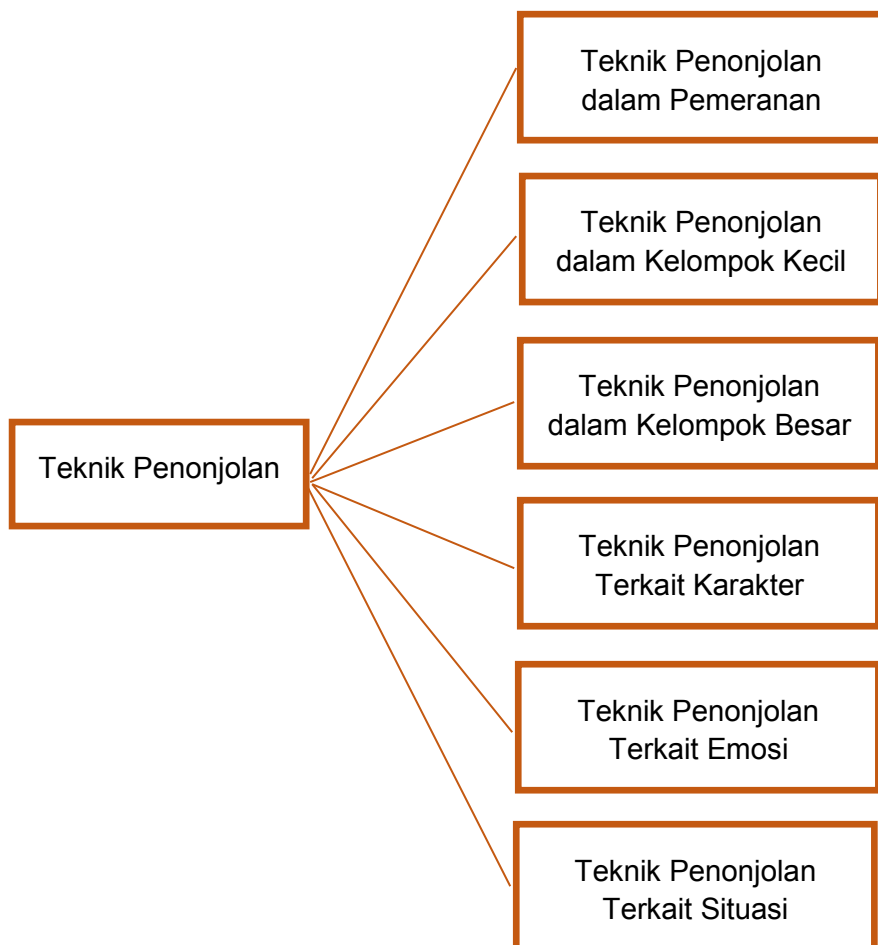 Teknik Penonjolan
Teknik Penonjolan
dalam Pemeranan
Teknik Penonjolan
dalam Kelompok Kecil
Teknik Penonjolan
dalam Kelompok Besar
Teknik Penonjolan
Terkait Karakter
Teknik Penonjolan
Terkait Emosi
Teknik Penonjolan
Terkait Situasi